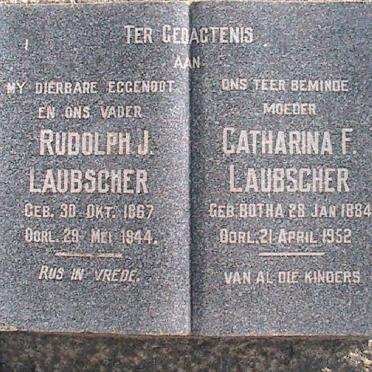 TER GEDACTENIS
AAN
MY DIERBARE EGGENOOT
EN ONS VADER
RUDOLPH J.
LAUBSCHER
GEB. 30. OKT. 1867
OORL. 29. MEI 1944.
RUS IN VREDE.
ONS TEER BEMINDE
MOEDER
CATHARINA F.
LAUBSCHER
GEB. BOTHA 28 JAN 1884
OORL. 21 APRIL 1952
VAN AL DIE KINDERS